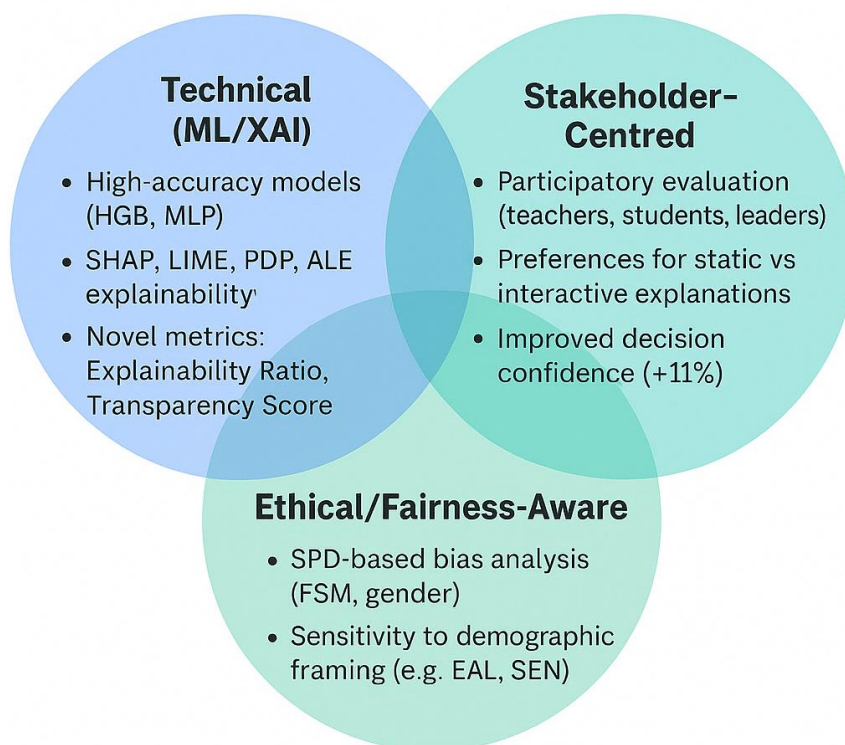 Technical
(ML/XAI)
• High-accuracy models
(HGB, MLP)
• SHAP, LIME, PDP, ALE
explainability
• Novel metrics:
Explainability Ratio,
Transparency Score
Stakeholder–
Centred
• Participatory evaluation
(teachers, students, leaders)
• Preferences for static vs
interactive explanations
• Improved decision
confidence (+11%)
Ethical/Fairness-Aware
• SPD-based bias analysis
(FSM, gender)
• Sensitivity to demographic
framing (e.g. EAL, SEN)